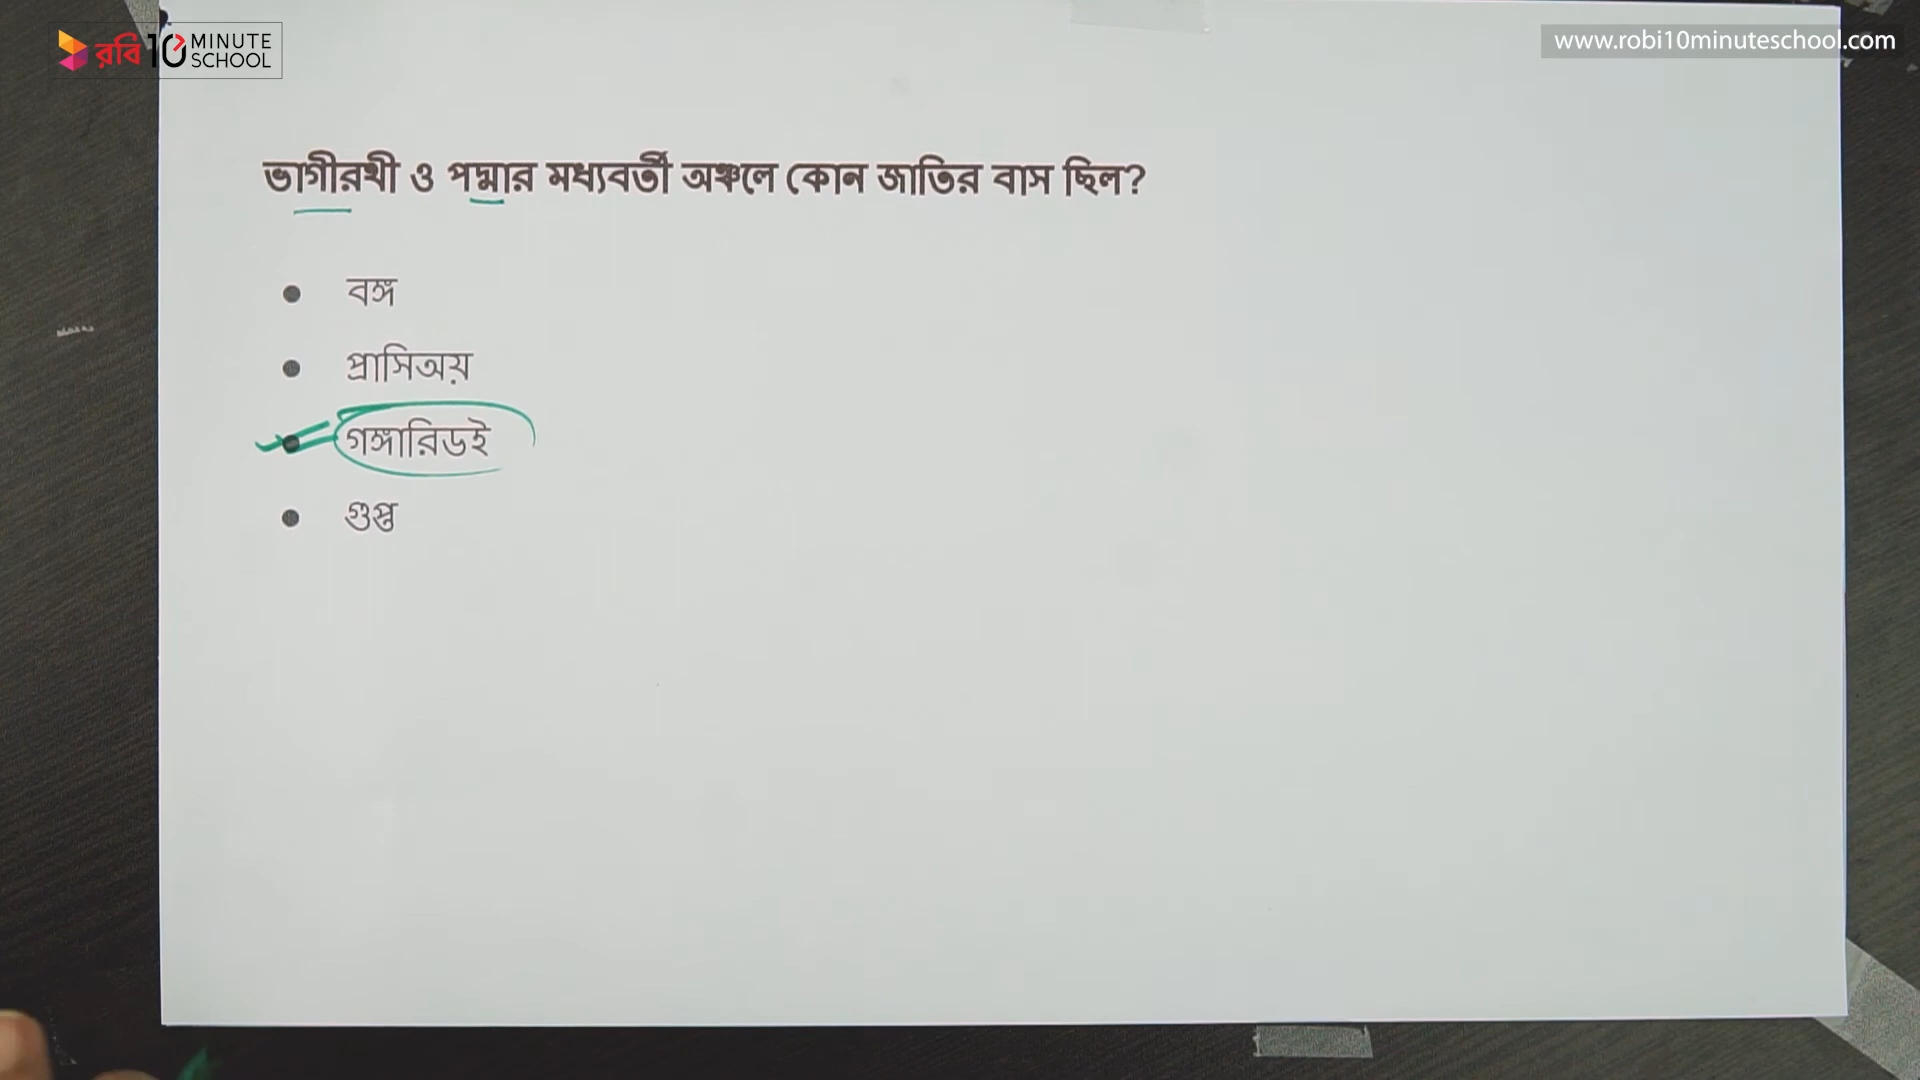 রবি 10 MINUTE SCHOOL
www.robi10minuteschool.com
ভাগীরথী ও পদ্মার মধ্যবর্তী অঞ্চলে কোন জাতির বাস ছিল?
● বঙ্গ
● প্রাসিঅয়
● গঙ্গারিডই
● গুপ্ত